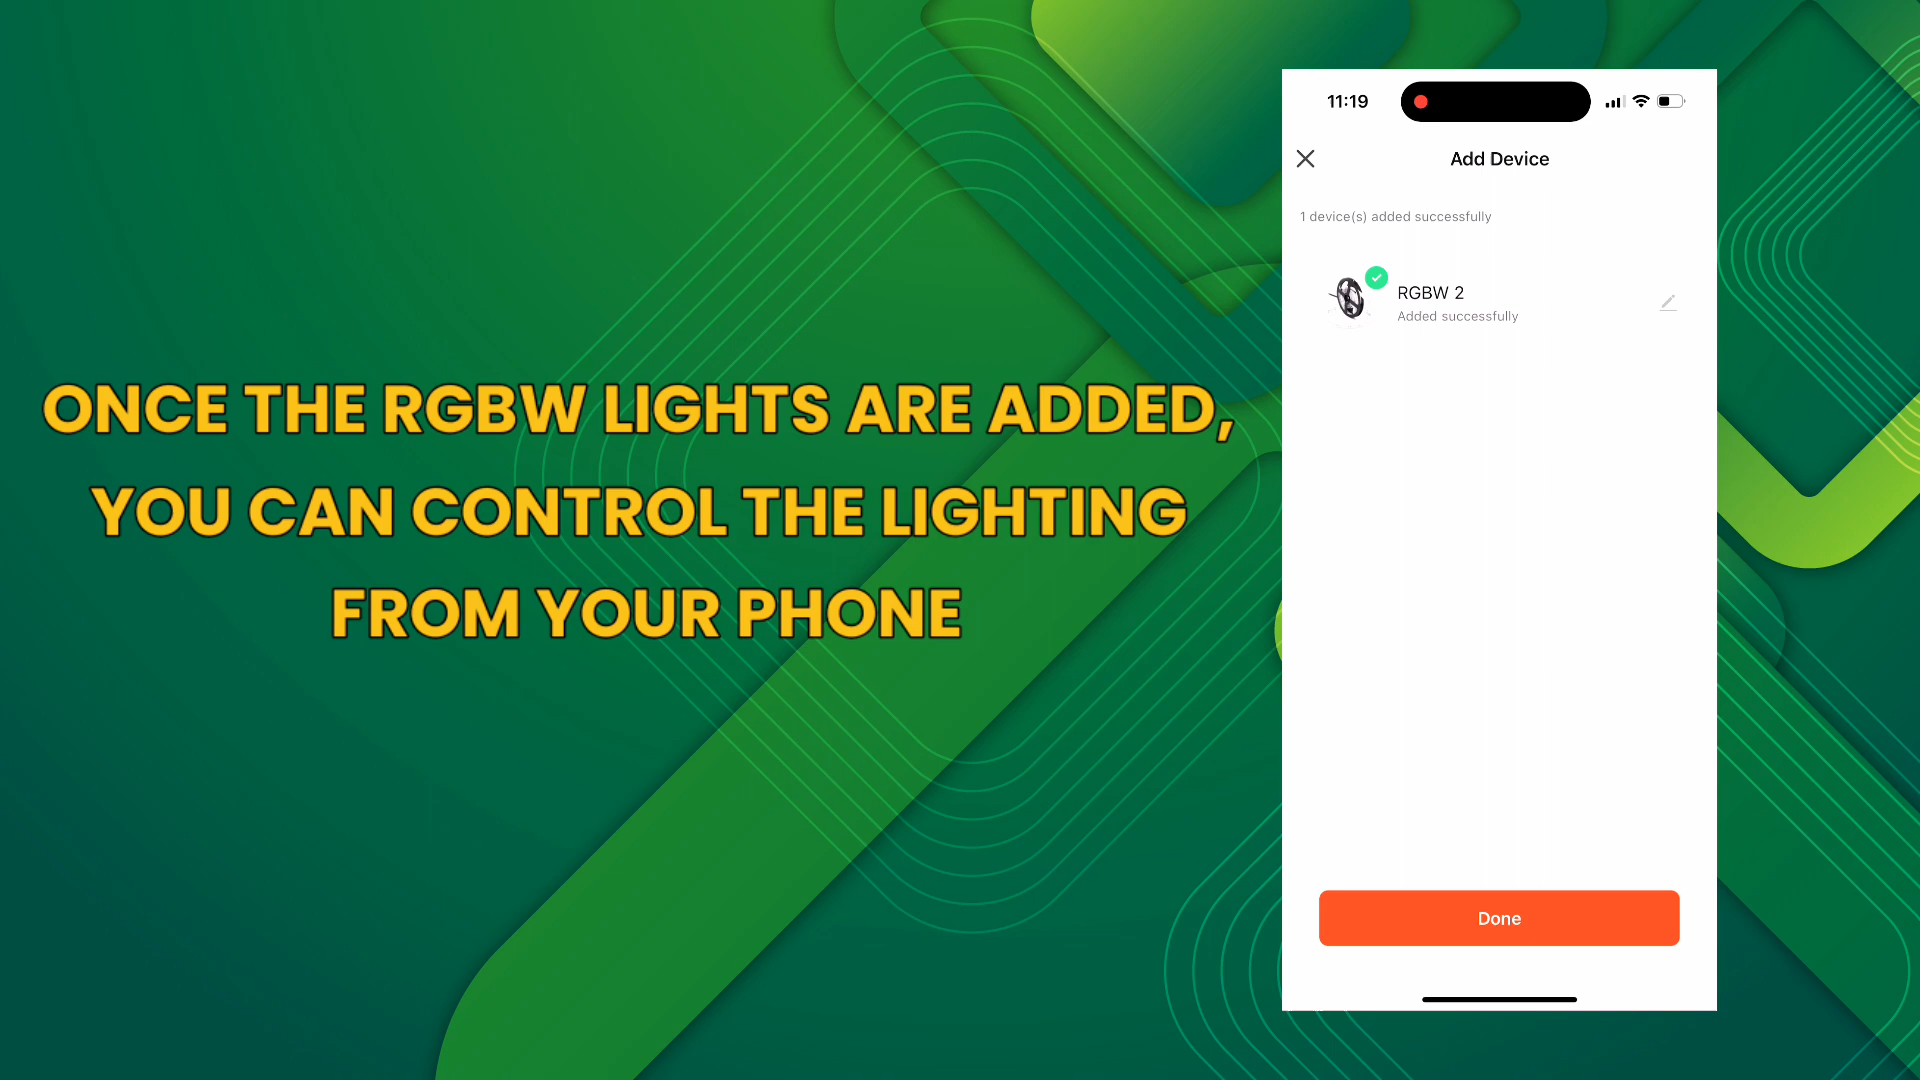 ONCE THE RGBW LIGHTS ARE ADDED,
YOU CAN CONTROL THE LIGHTING
FROM YOUR PHONE
11:19
Add Device
1 device(s) added successfully
RGBW 2
Added successfully
Done